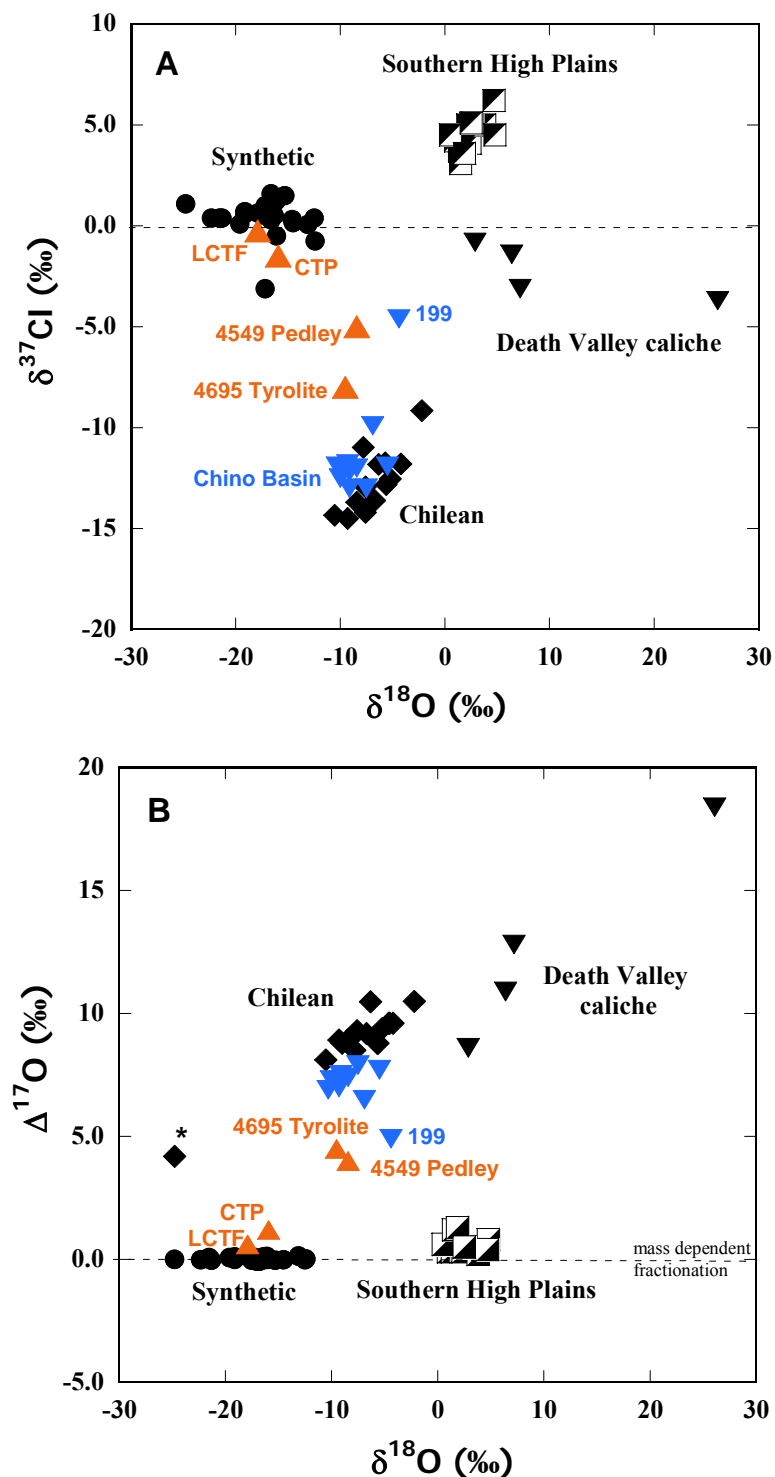 10
A
Southern High Plains
5.0
Synthetic
0.0
LCTF
CTP
δ³⁷Cl (‰)
199
4549 Pedley
-5.0
Death Valley caliche
4695 Tyrolite
-10
Chino Basin
Chilean
-15
-20
-30 -20 -10 0 10 20 30
δ¹⁸O (‰)
20
B
15
Death Valley
caliche
Chilean
10
Δ¹⁷O (‰)
4695 Tyrolite
199
*
5.0
4549 Pedley
CTP
LCTF
mass dependent
0.0
fractionation
Synthetic
Southern High Plains
-5.0
-30 -20 -10 0 10 20 30
δ¹⁸O (‰)